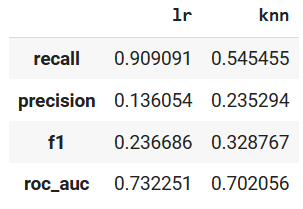 lr knn
recall 0.909091 0.545455
precision 0.136054 0.235294
f1 0.236686 0.328767
roc_auc 0.732251 0.702056